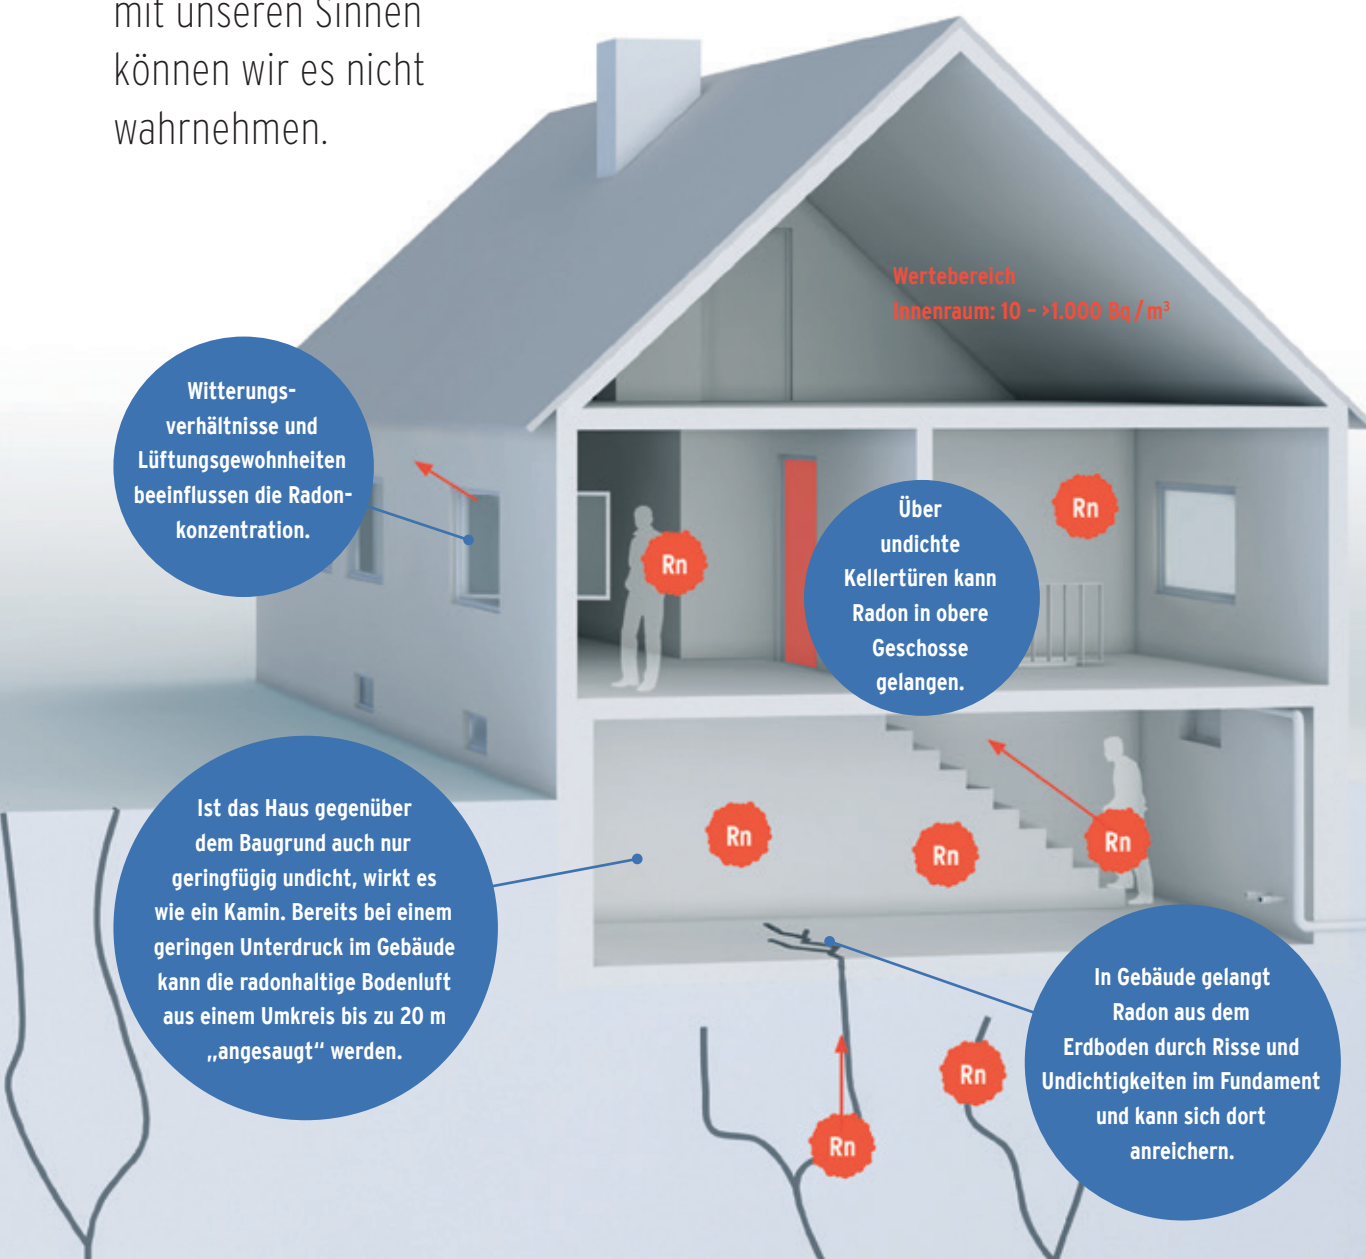 mit unseren Sinnen
können wir es nicht
wahrnehmen.
Wertebereich
Innenraum: 10 – >1.000 Bq / m³
Witterungs-
verhältnisse und
Lüftungsgewohnheiten
beeinflussen die Radon-
konzentration.
Über
undichte
Kellertüren kann
Radon in obere
Geschosse
gelangen.
Rn
Rn
Ist das Haus gegenüber
dem Baugrund auch nur
geringfügig undicht, wirkt es
wie ein Kamin. Bereits bei einem
geringen Unterdruck im Gebäude
kann die radonhaltige Bodenluft
aus einem Umkreis bis zu 20 m
„angesaugt“ werden.
Rn
Rn
Rn
In Gebäude gelangt
Radon aus dem
Erdboden durch Risse und
Undichtigkeiten im Fundament
und kann sich dort
anreichern.
Rn
Rn